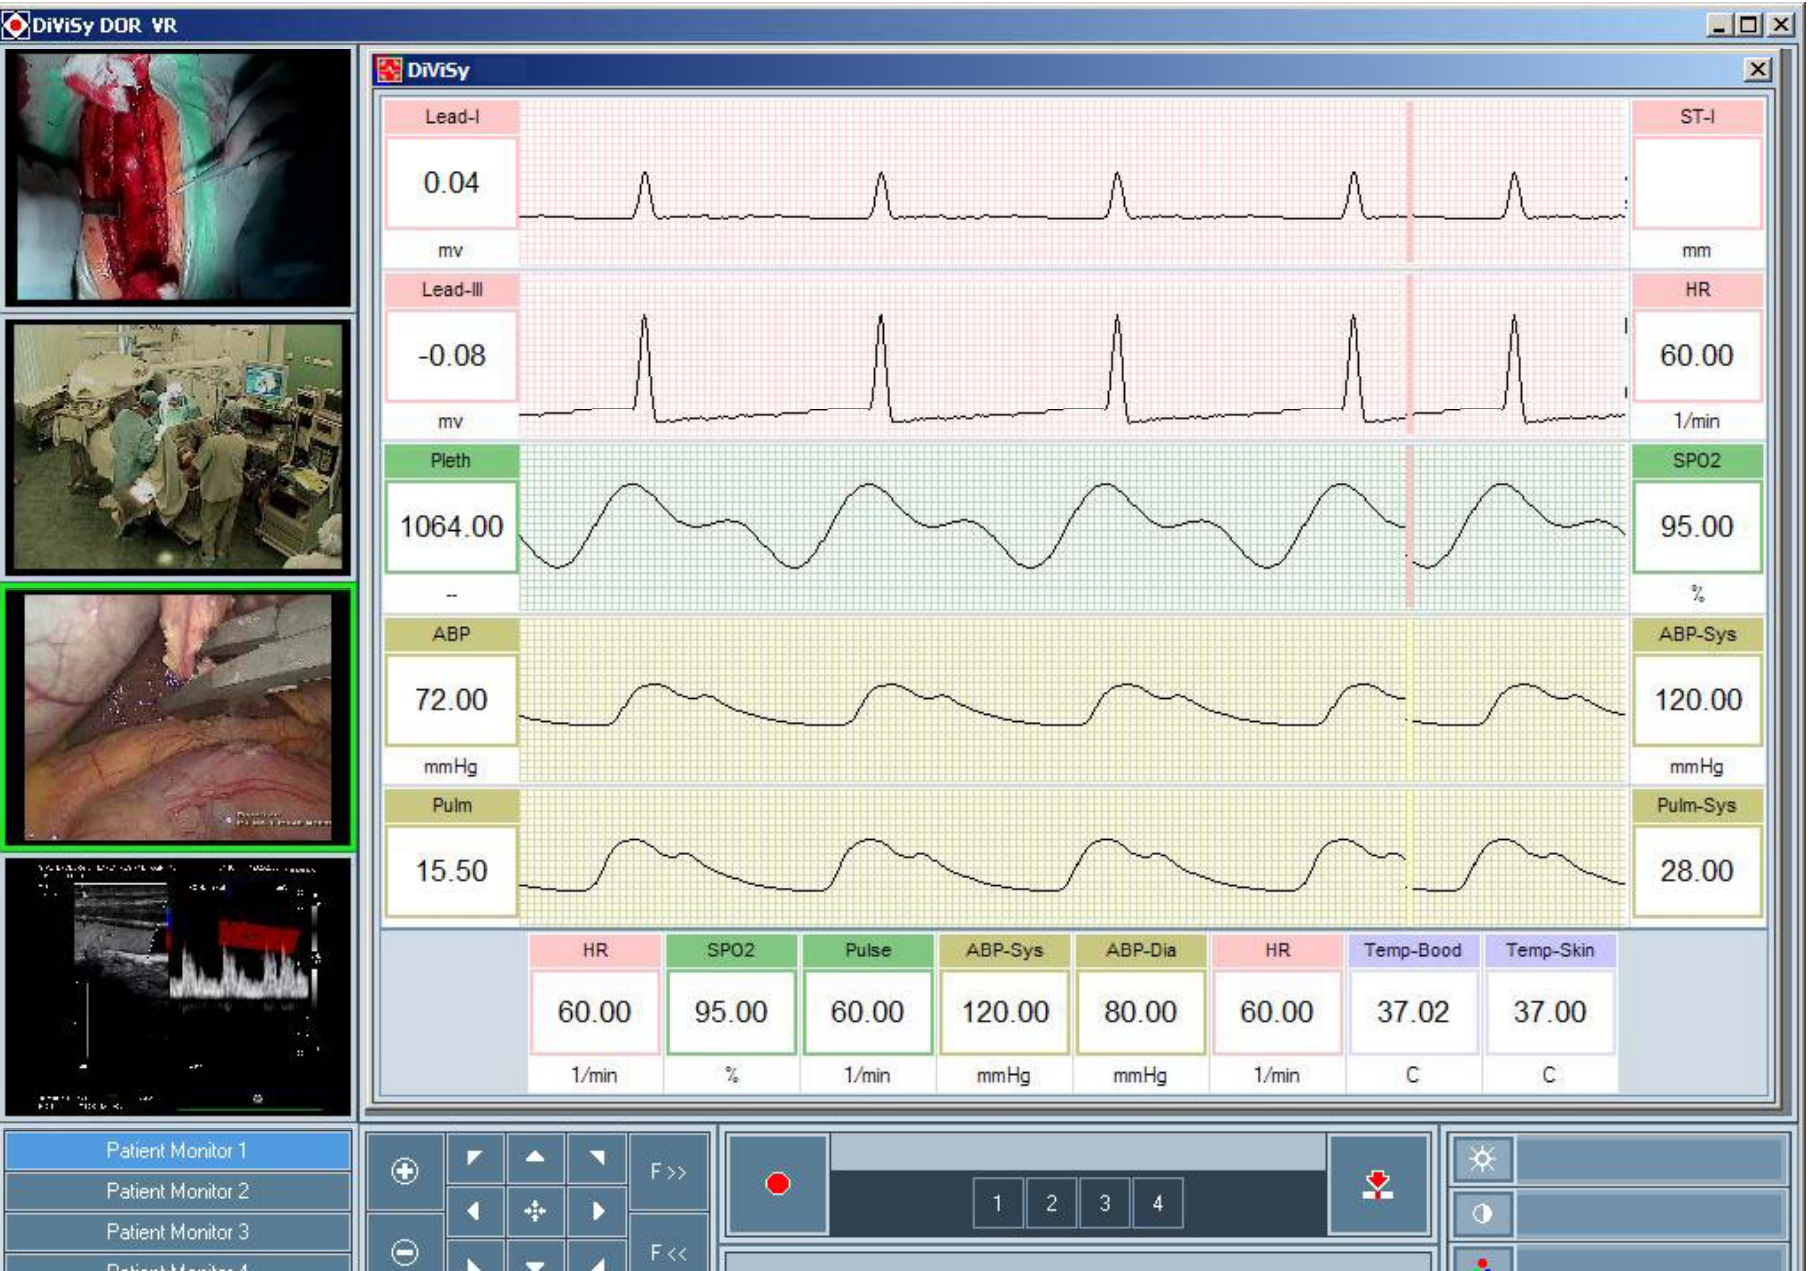 DiViSy DOR VR
DiViSy
Lead-I
0.04
mv
ST-I
mm
Lead-III
-0.08
mv
HR
60.00
1/min
Pleth
1064.00
--
SPO2
95.00
%
ABP
72.00
mmHg
ABP-Sys
120.00
mmHg
Pulm
15.50
Pulm-Sys
28.00
HR SPO2 Pulse ABP-Sys ABP-Dia HR Temp-Bood Temp-Skin
60.00 95.00 60.00 120.00 80.00 60.00 37.02 37.00
1/min % 1/min mmHg mmHg 1/min C C
Patient Monitor 1
Patient Monitor 2
Patient Monitor 3
Patient Monitor 4
F >>
F <<
1 2 3 4